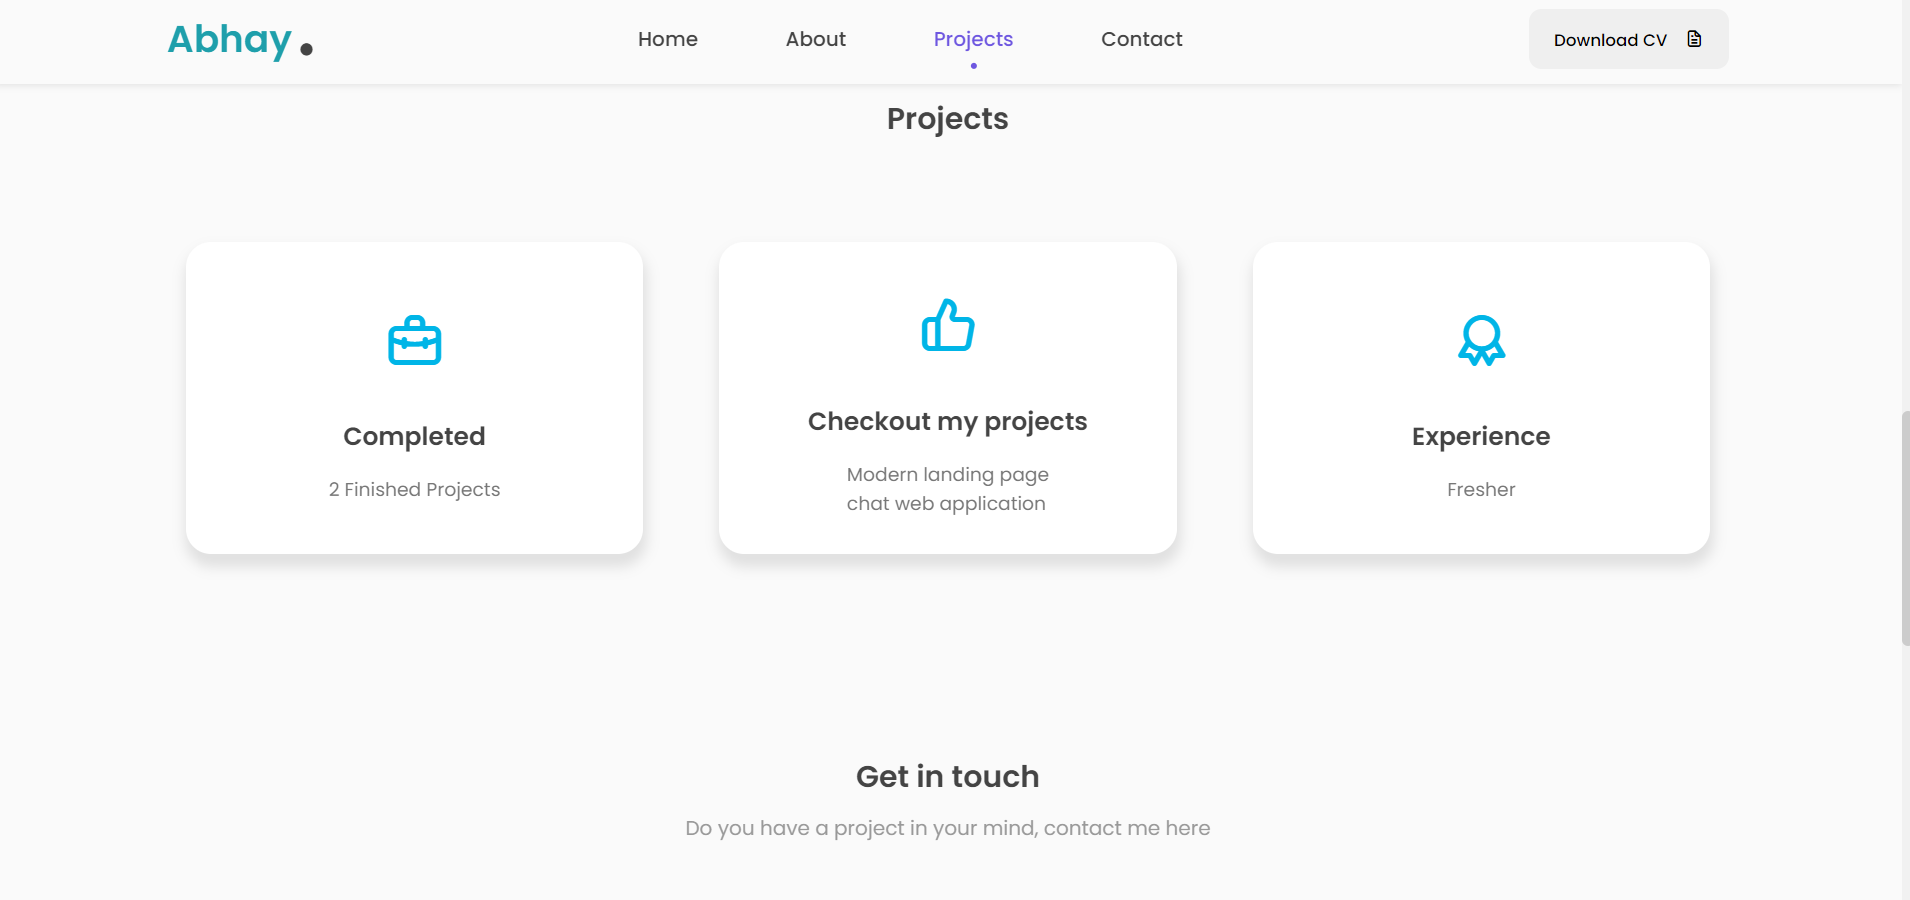 Abhay .
Home
About
Projects
Contact
Download CV
Projects
Completed
2 Finished Projects
Checkout my projects
Modern landing page
chat web application
Experience
Fresher
Get in touch
Do you have a project in your mind, contact me here